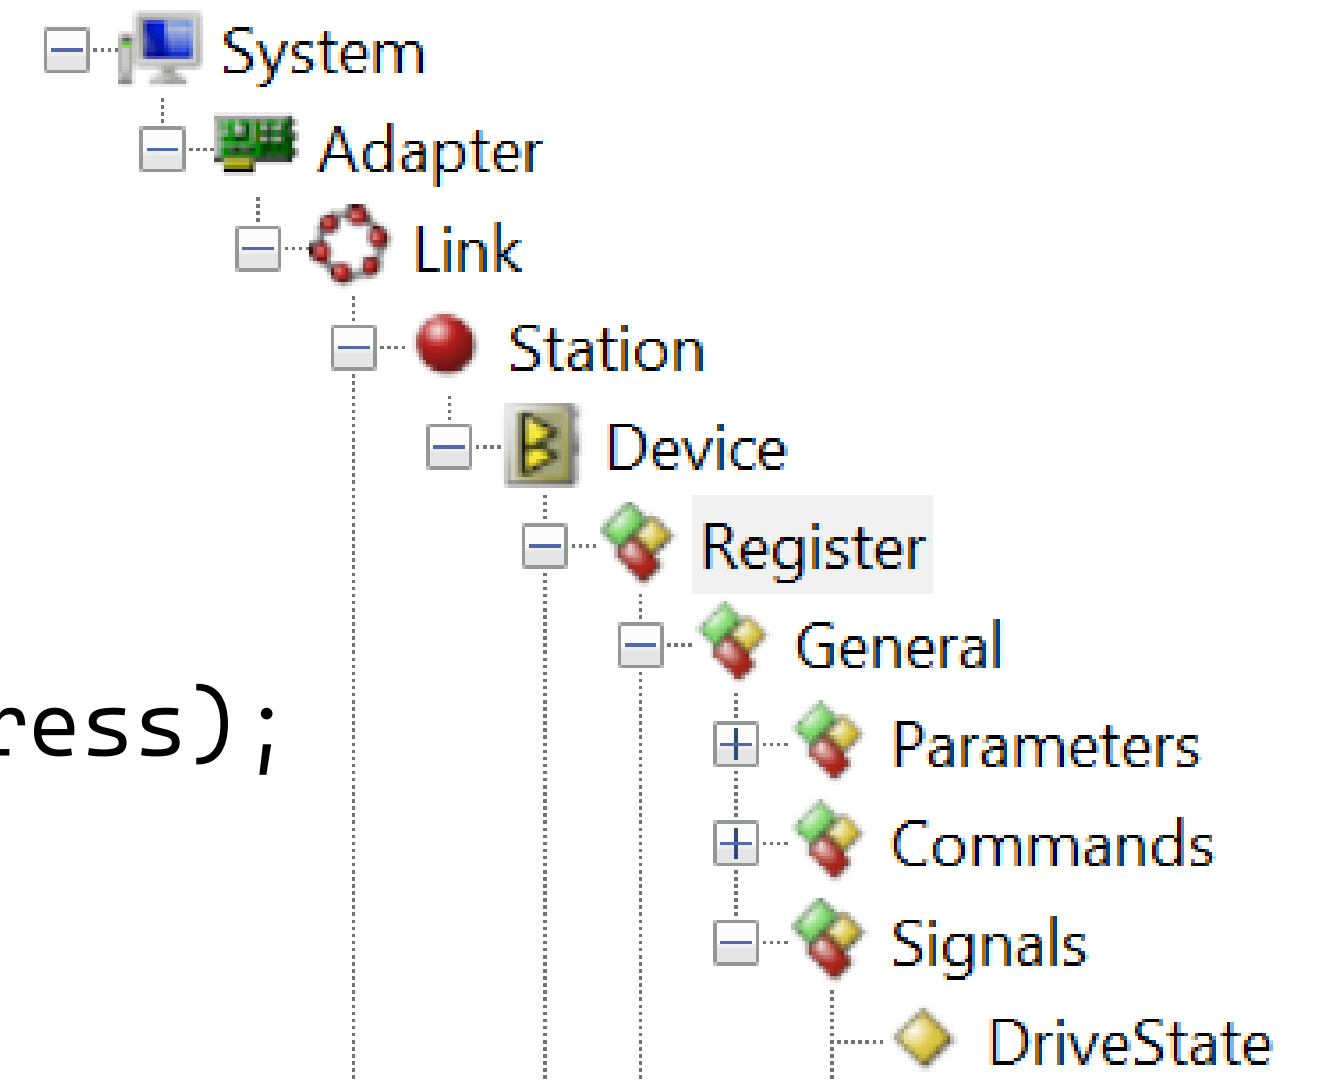 System
Adapter
Link
Station
Device
Register
General
ress);
Parameters
Commands
Signals
DriveState